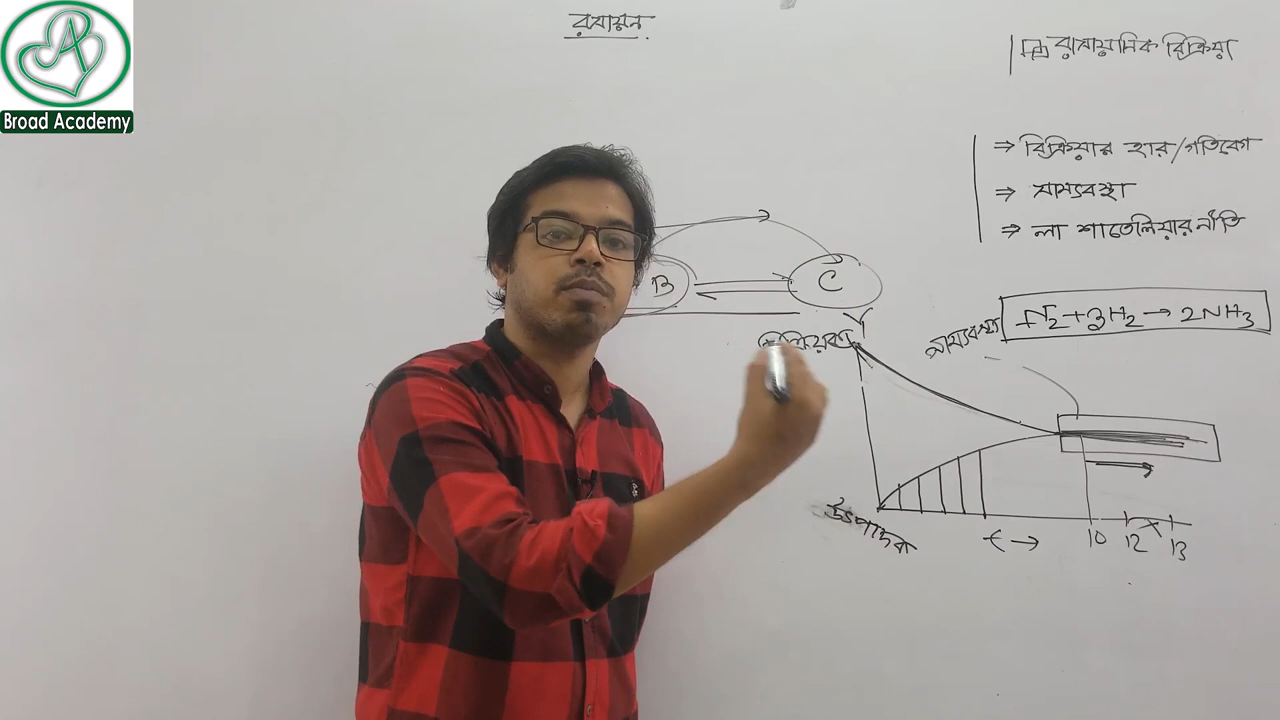 রসায়ন
রাসায়নিক বিক্রিয়া
Broad Academy
⇒ বিক্রিয়ার হার/গতিবেগ
⇒ সাম্যবস্থা
⇒ লা শাতেলিয়ার নীতি
B
C
N2+3H2→2NH3
সাম্যবস্থা
বিক্রিয়ক
উৎপাদক
t →
10
12
13